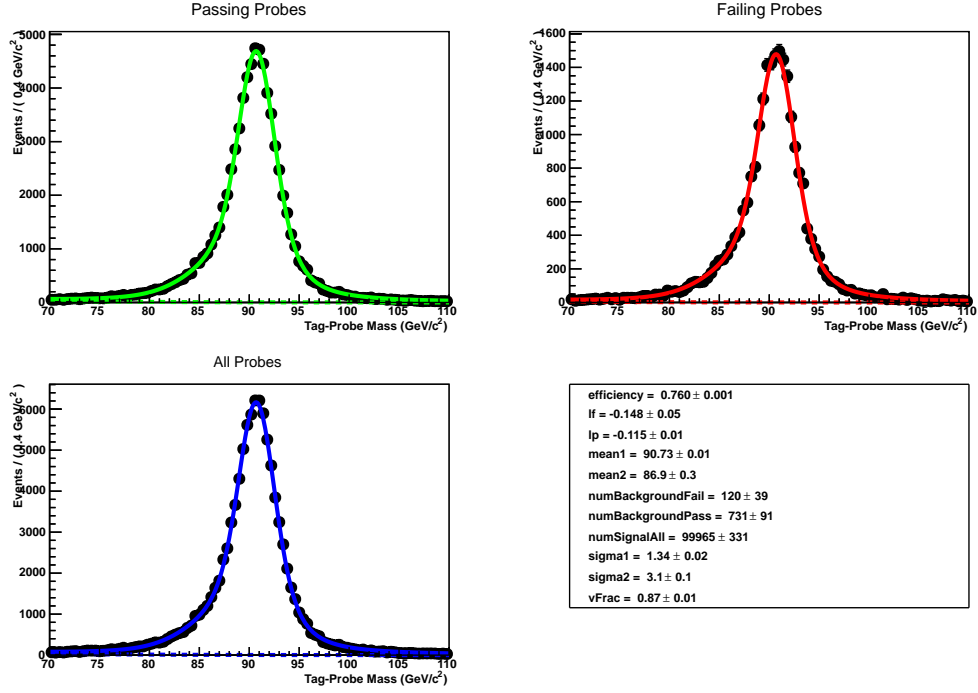 Passing Probes
Events / ( 0.4 GeV/c² )
5000
4000
3000
2000
1000
0
70 75 80 85 90 95 100 105 110
Tag-Probe Mass (GeV/c²)
Failing Probes
Events / ( 0.4 GeV/c² )
1600
1400
1200
1000
800
600
400
200
0
70 75 80 85 90 95 100 105 110
Tag-Probe Mass (GeV/c²)
All Probes
Events / ( 0.4 GeV/c² )
6000
5000
4000
3000
2000
1000
0
70 75 80 85 90 95 100 105 110
Tag-Probe Mass (GeV/c²)
efficiency = 0.760 ± 0.001
lf = -0.148 ± 0.05
lp = -0.115 ± 0.01
mean1 = 90.73 ± 0.01
mean2 = 86.9 ± 0.3
numBackgroundFail = 120 ± 39
numBackgroundPass = 731 ± 91
numSignalAll = 99965 ± 331
sigma1 = 1.34 ± 0.02
sigma2 = 3.1 ± 0.1
vFrac = 0.87 ± 0.01